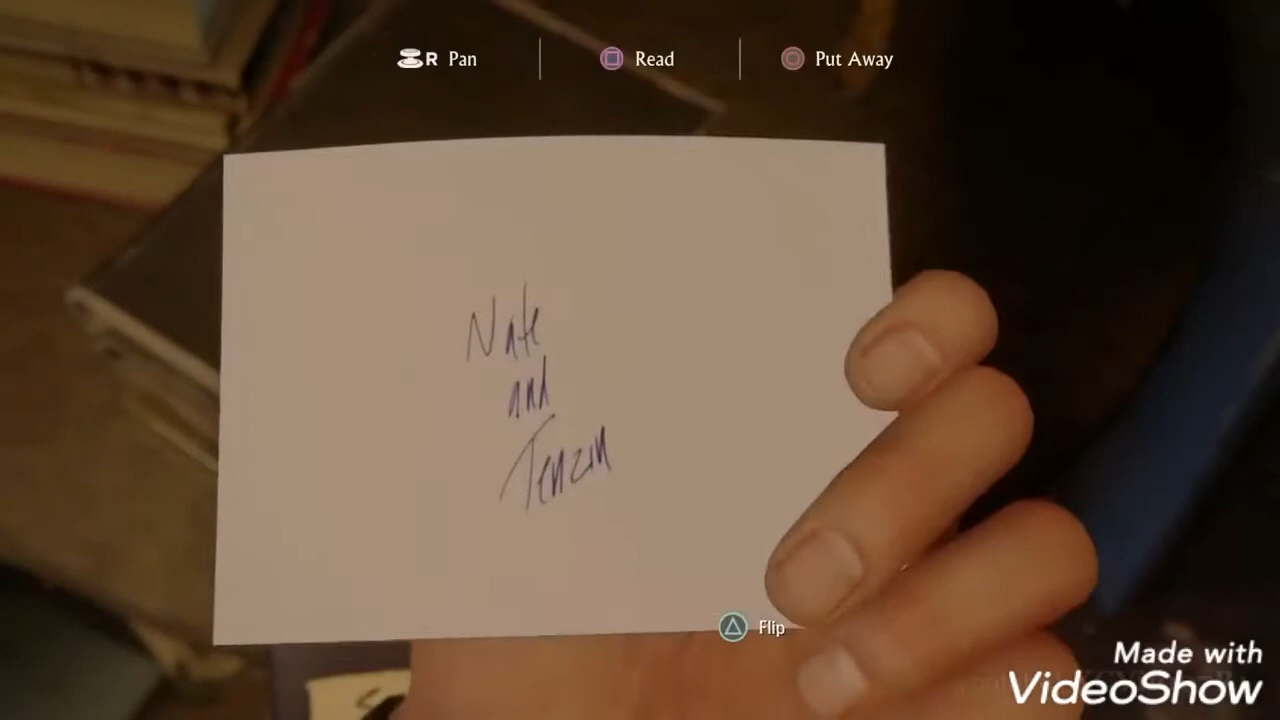 R Pan
Read
Put Away
Nate
and
Tenzin
Flip
Made with
VideoShow